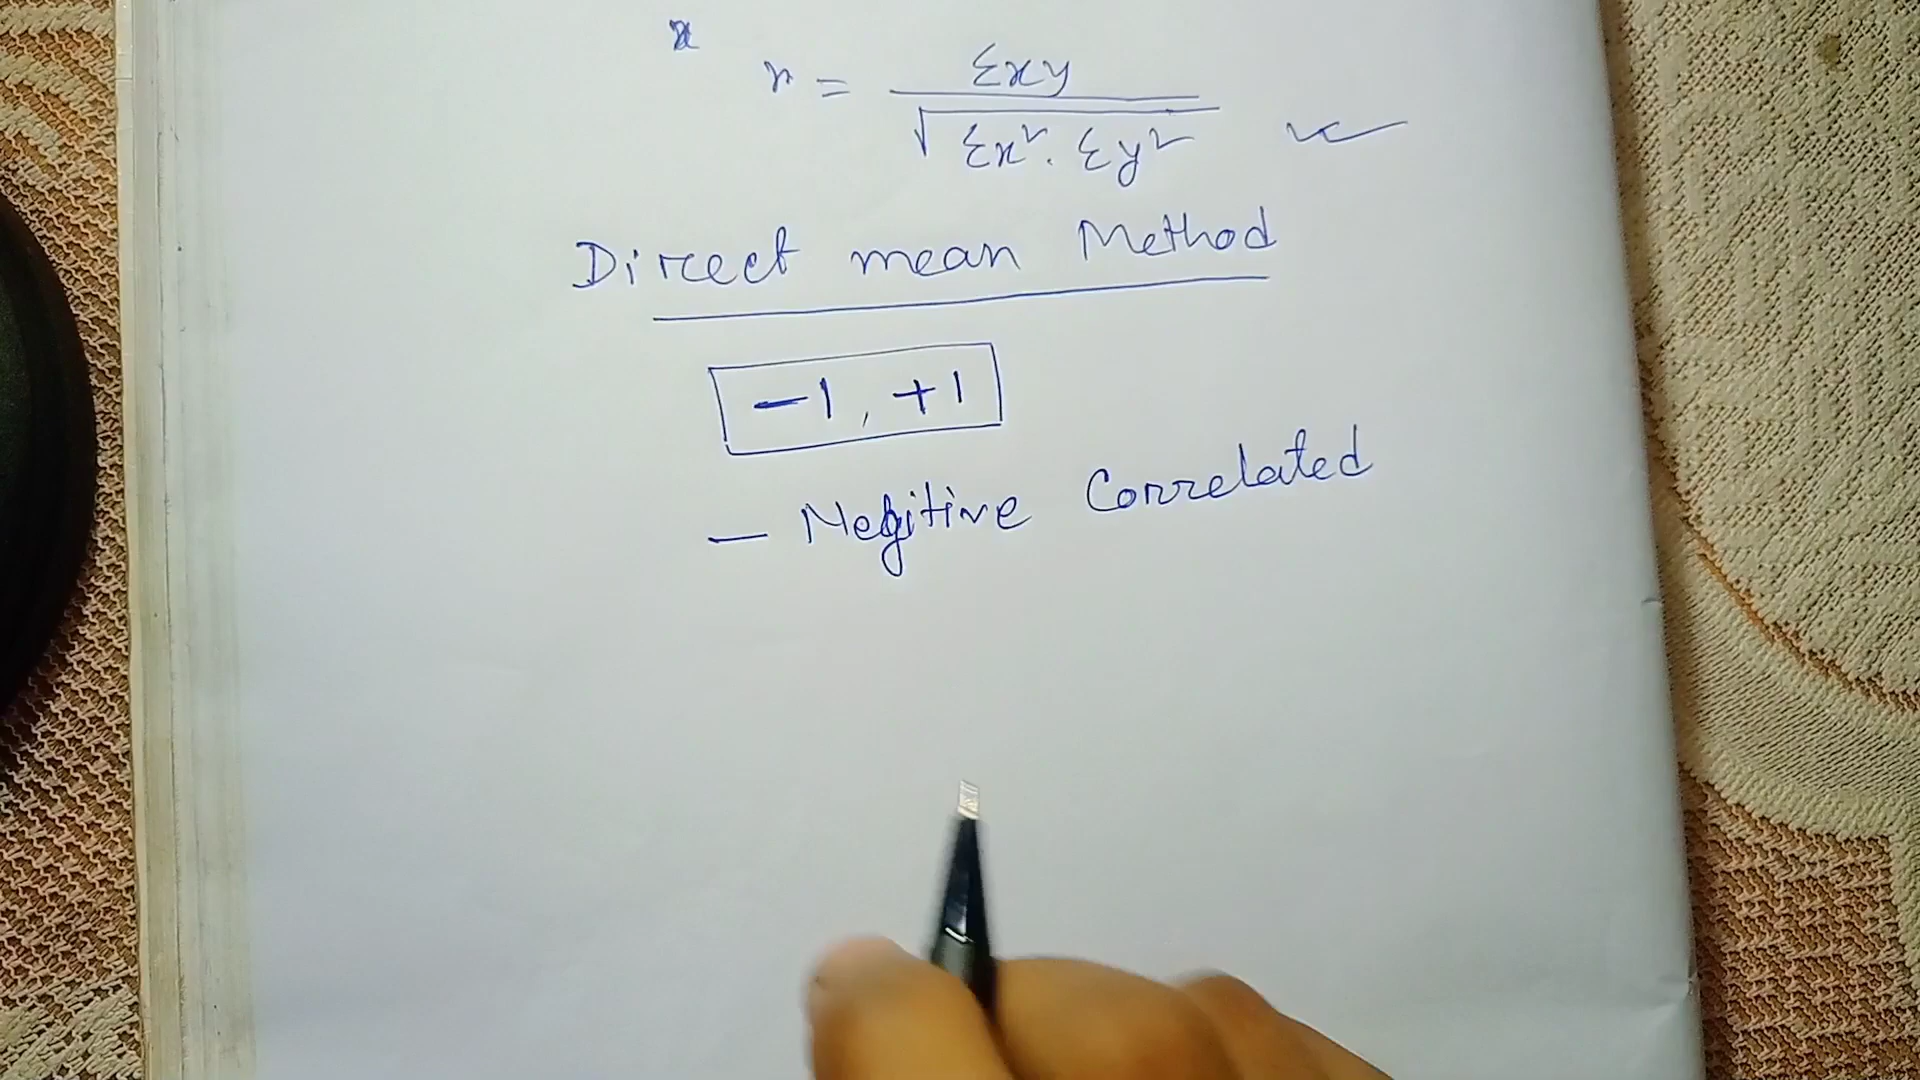 x
r = Σxy / √Σx². Σy²
Direct mean Method
-1, +1
- Negitive Correlated